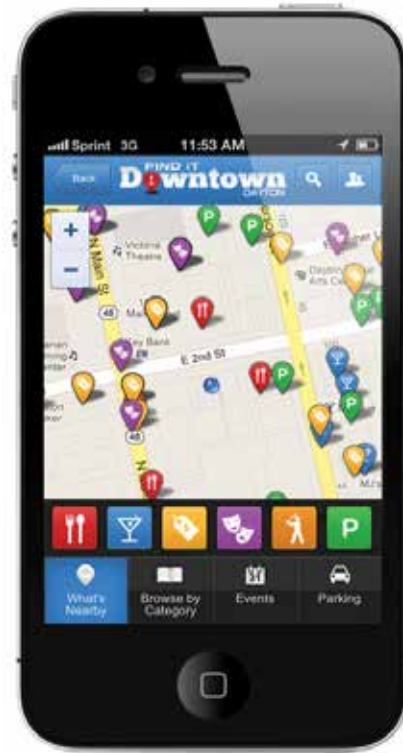 Sprint 3G 11:53 AM
Back
FIND IT
Downtown
DAYTON
+
−
N Main St
Victoria
Theatre
48
Key Bank
E 2nd St
48
N
What's
Nearby
Browse by
Category
Events
Parking
P